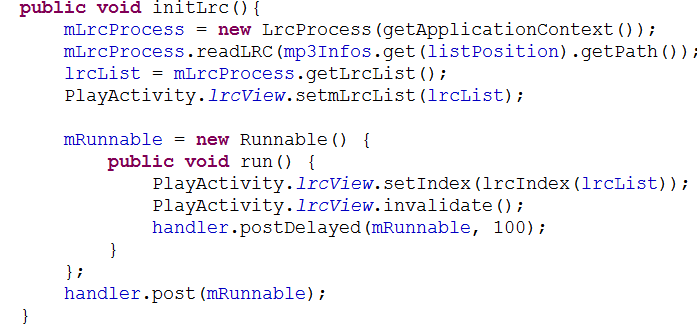 public void initLrc(){
    mLrcProcess = new LrcProcess(getApplicationContext());
    mLrcProcess.readLRC(mp3Infos.get(listPosition).getPath());
    lrcList = mLrcProcess.getLrcList();
    PlayActivity.lrcView.setmLrcList(lrcList);

    mRunnable = new Runnable() {
        public void run() {
            PlayActivity.lrcView.setIndex(lrcIndex(lrcList));
            PlayActivity.lrcView.invalidate();
            handler.postDelayed(mRunnable, 100);
        }
    };
    handler.post(mRunnable);
}